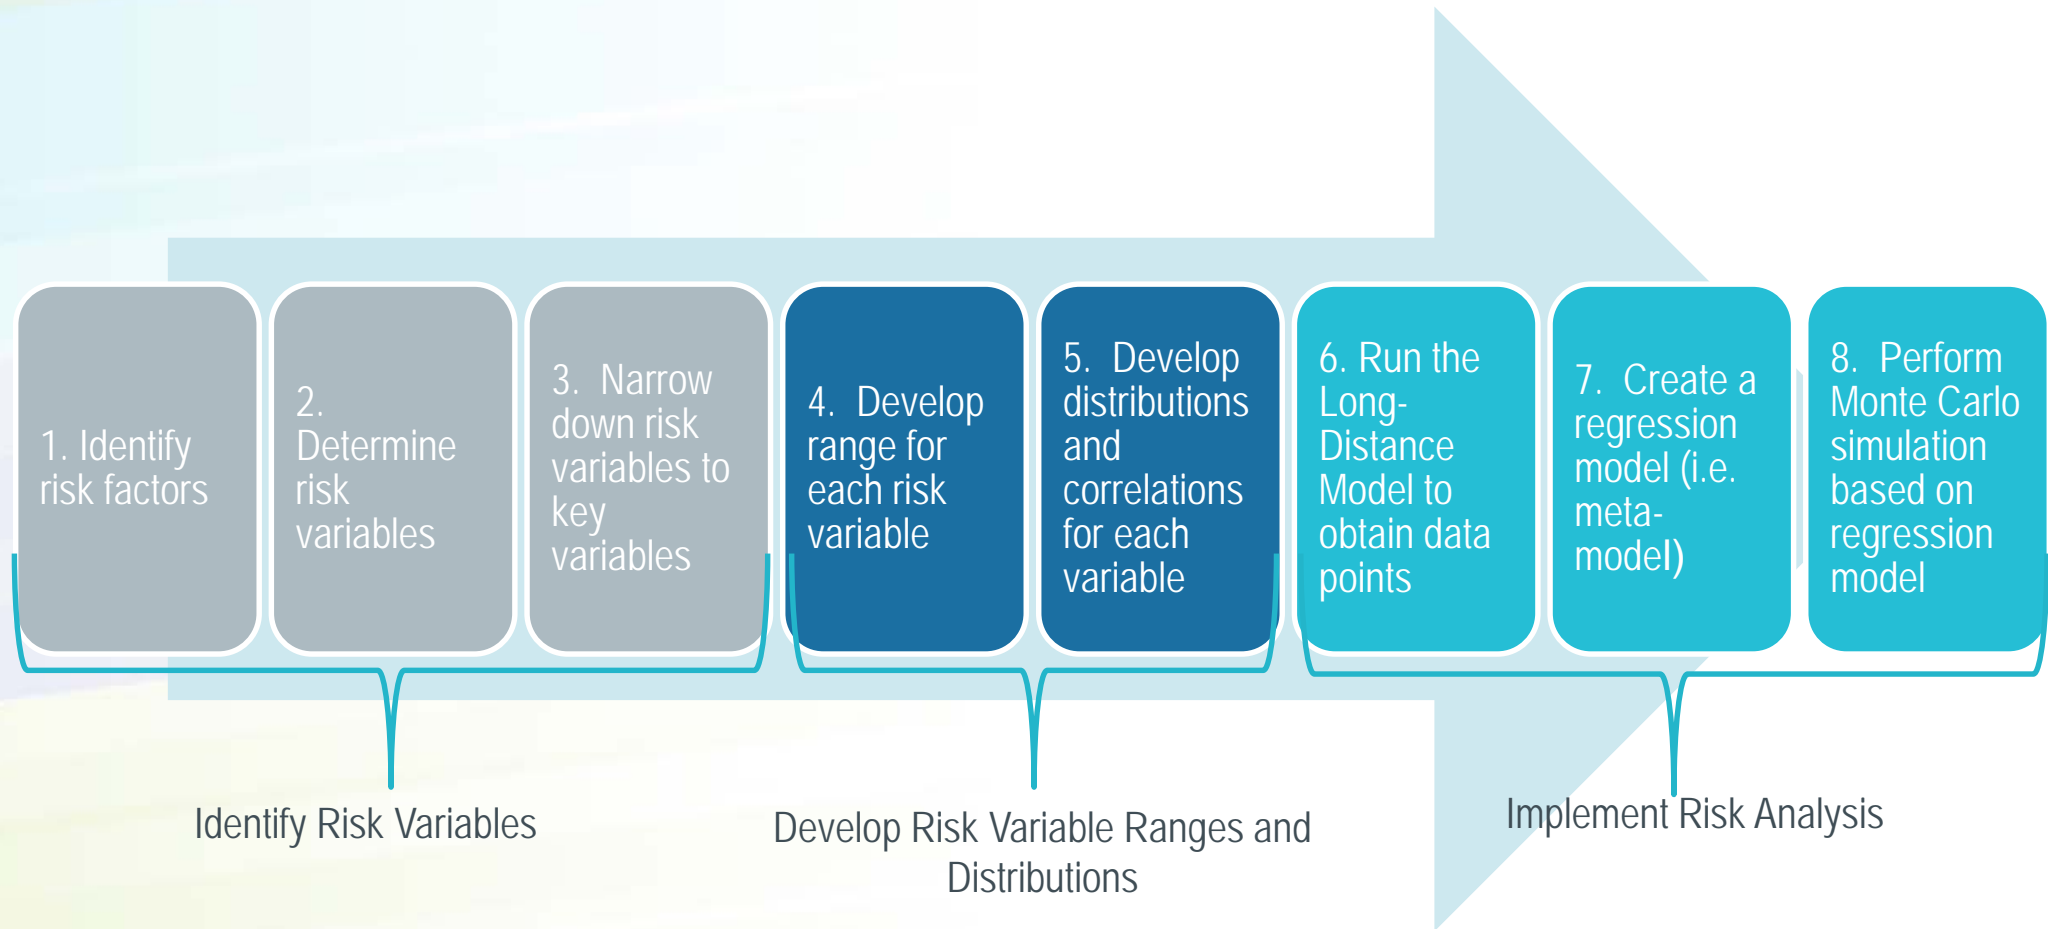 1. Identify
risk factors
2.
Determine
risk
variables
3. Narrow
down risk
variables to
key
variables
4. Develop
range for
each risk
variable
5. Develop
distributions
and
correlations
for each
variable
6. Run the
Long-
Distance
Model to
obtain data
points
7. Create a
regression
model (i.e.
meta-
model)
8. Perform
Monte Carlo
simulation
based on
regression
model
Identify Risk Variables
Develop Risk Variable Ranges and
Distributions
Implement Risk Analysis